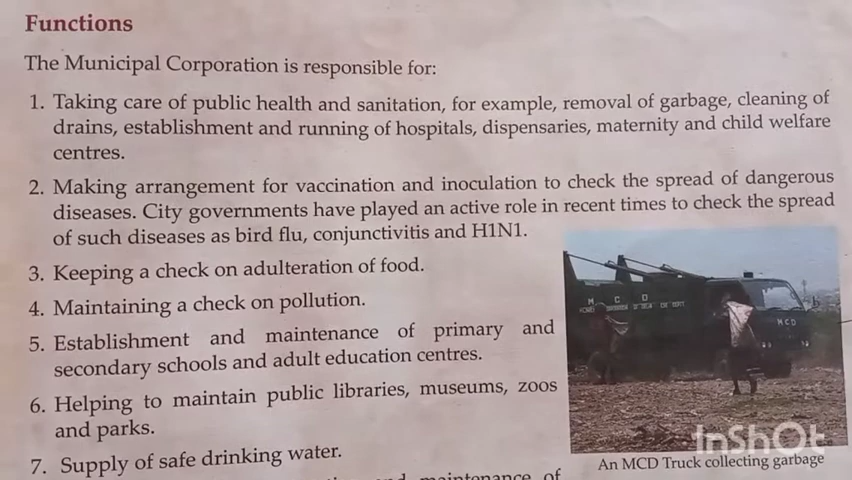 Functions
The Municipal Corporation is responsible for:
1. Taking care of public health and sanitation, for example, removal of garbage, cleaning of
drains, establishment and running of hospitals, dispensaries, maternity and child welfare
centres.
2. Making arrangement for vaccination and inoculation to check the spread of dangerous
diseases. City governments have played an active role in recent times to check the spread
of such diseases as bird flu, conjunctivitis and H1N1.
3. Keeping a check on adulteration of food.
4. Maintaining a check on pollution.
5. Establishment and maintenance of primary and
secondary schools and adult education centres.
6. Helping to maintain public libraries, museums, zoos
and parks.
7. Supply of safe drinking water.
and maintenance of
M C D
MCD
InShOt
An MCD Truck collecting garbage